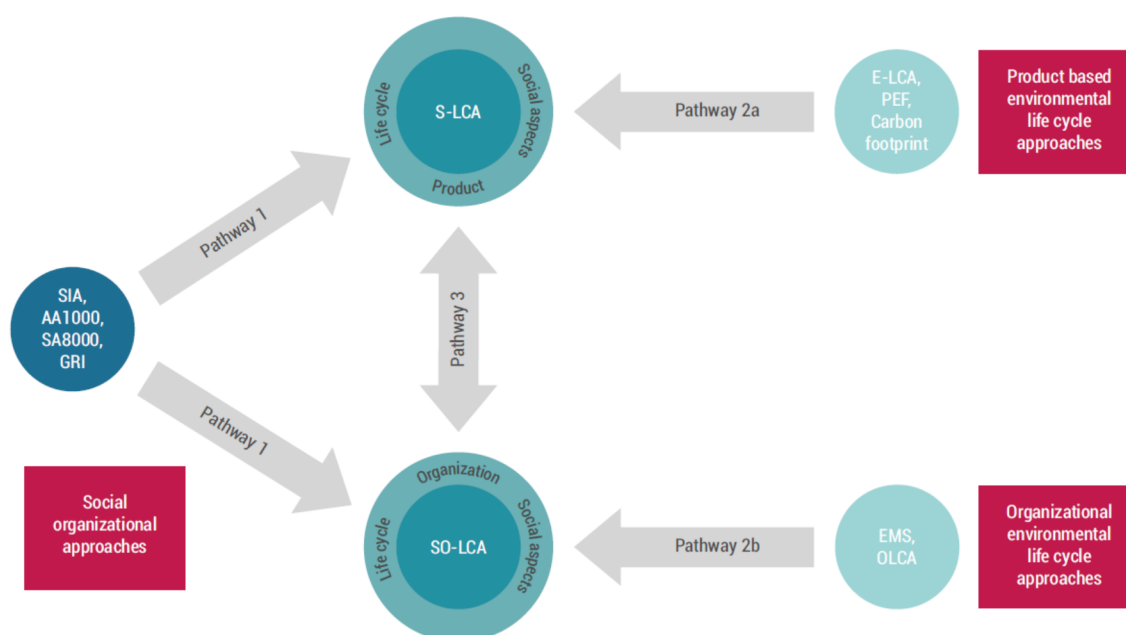 Life cycle
Social aspects
S-LCA
Product
Pathway 2a
E-LCA,
PEF,
Carbon
footprint
Product based
environmental
life cycle
approaches
Pathway 1
SIA,
AA1000,
SA8000,
GRI
Pathway 3
Pathway 1
Social
organizational
approaches
Organization
Life cycle
Social aspects
SO-LCA
Pathway 2b
EMS,
OLCA
Organizational
environmental
life cycle
approaches